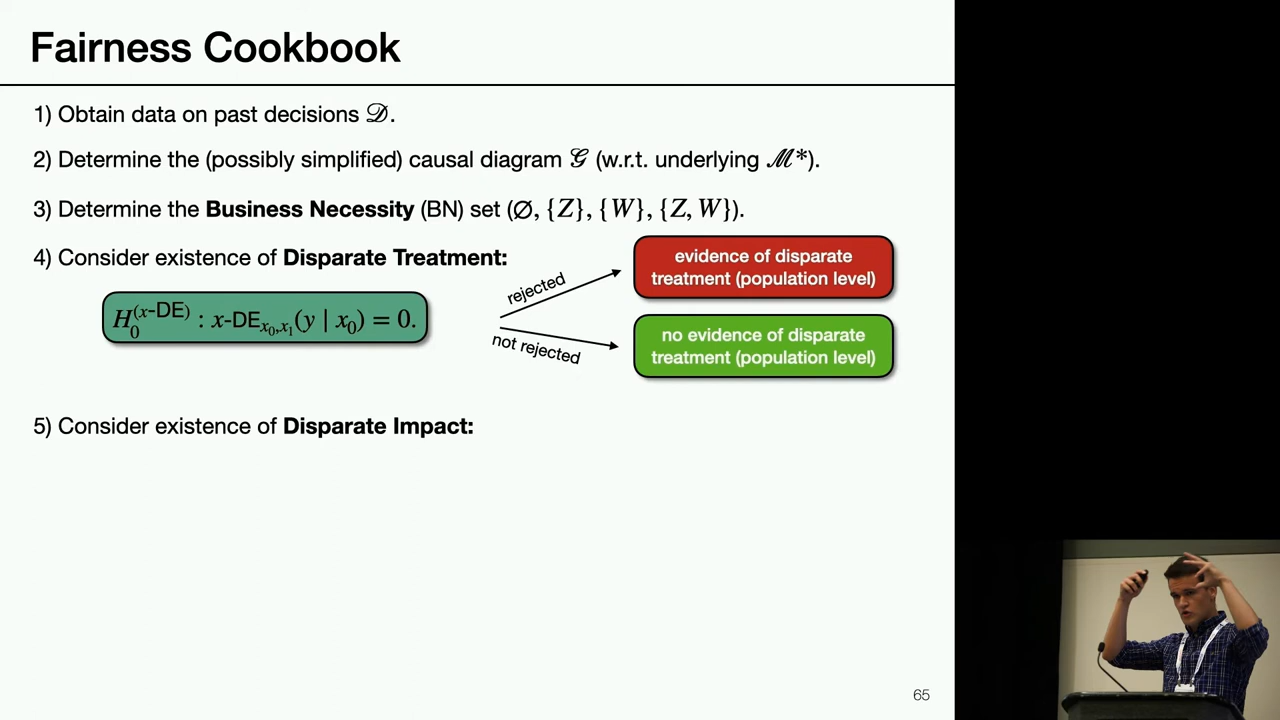 Fairness Cookbook
1) Obtain data on past decisions 𝒟.
2) Determine the (possibly simplified) causal diagram 𝒢 (w.r.t. underlying ℳ*).
3) Determine the Business Necessity (BN) set (∅, {Z}, {W}, {Z, W}).
4) Consider existence of Disparate Treatment:
H₀^(x-DE) : x-DE_{x₀,x₁}(y | x₀) = 0.
rejected
evidence of disparate
treatment (population level)
not rejected
no evidence of disparate
treatment (population level)
5) Consider existence of Disparate Impact:
65